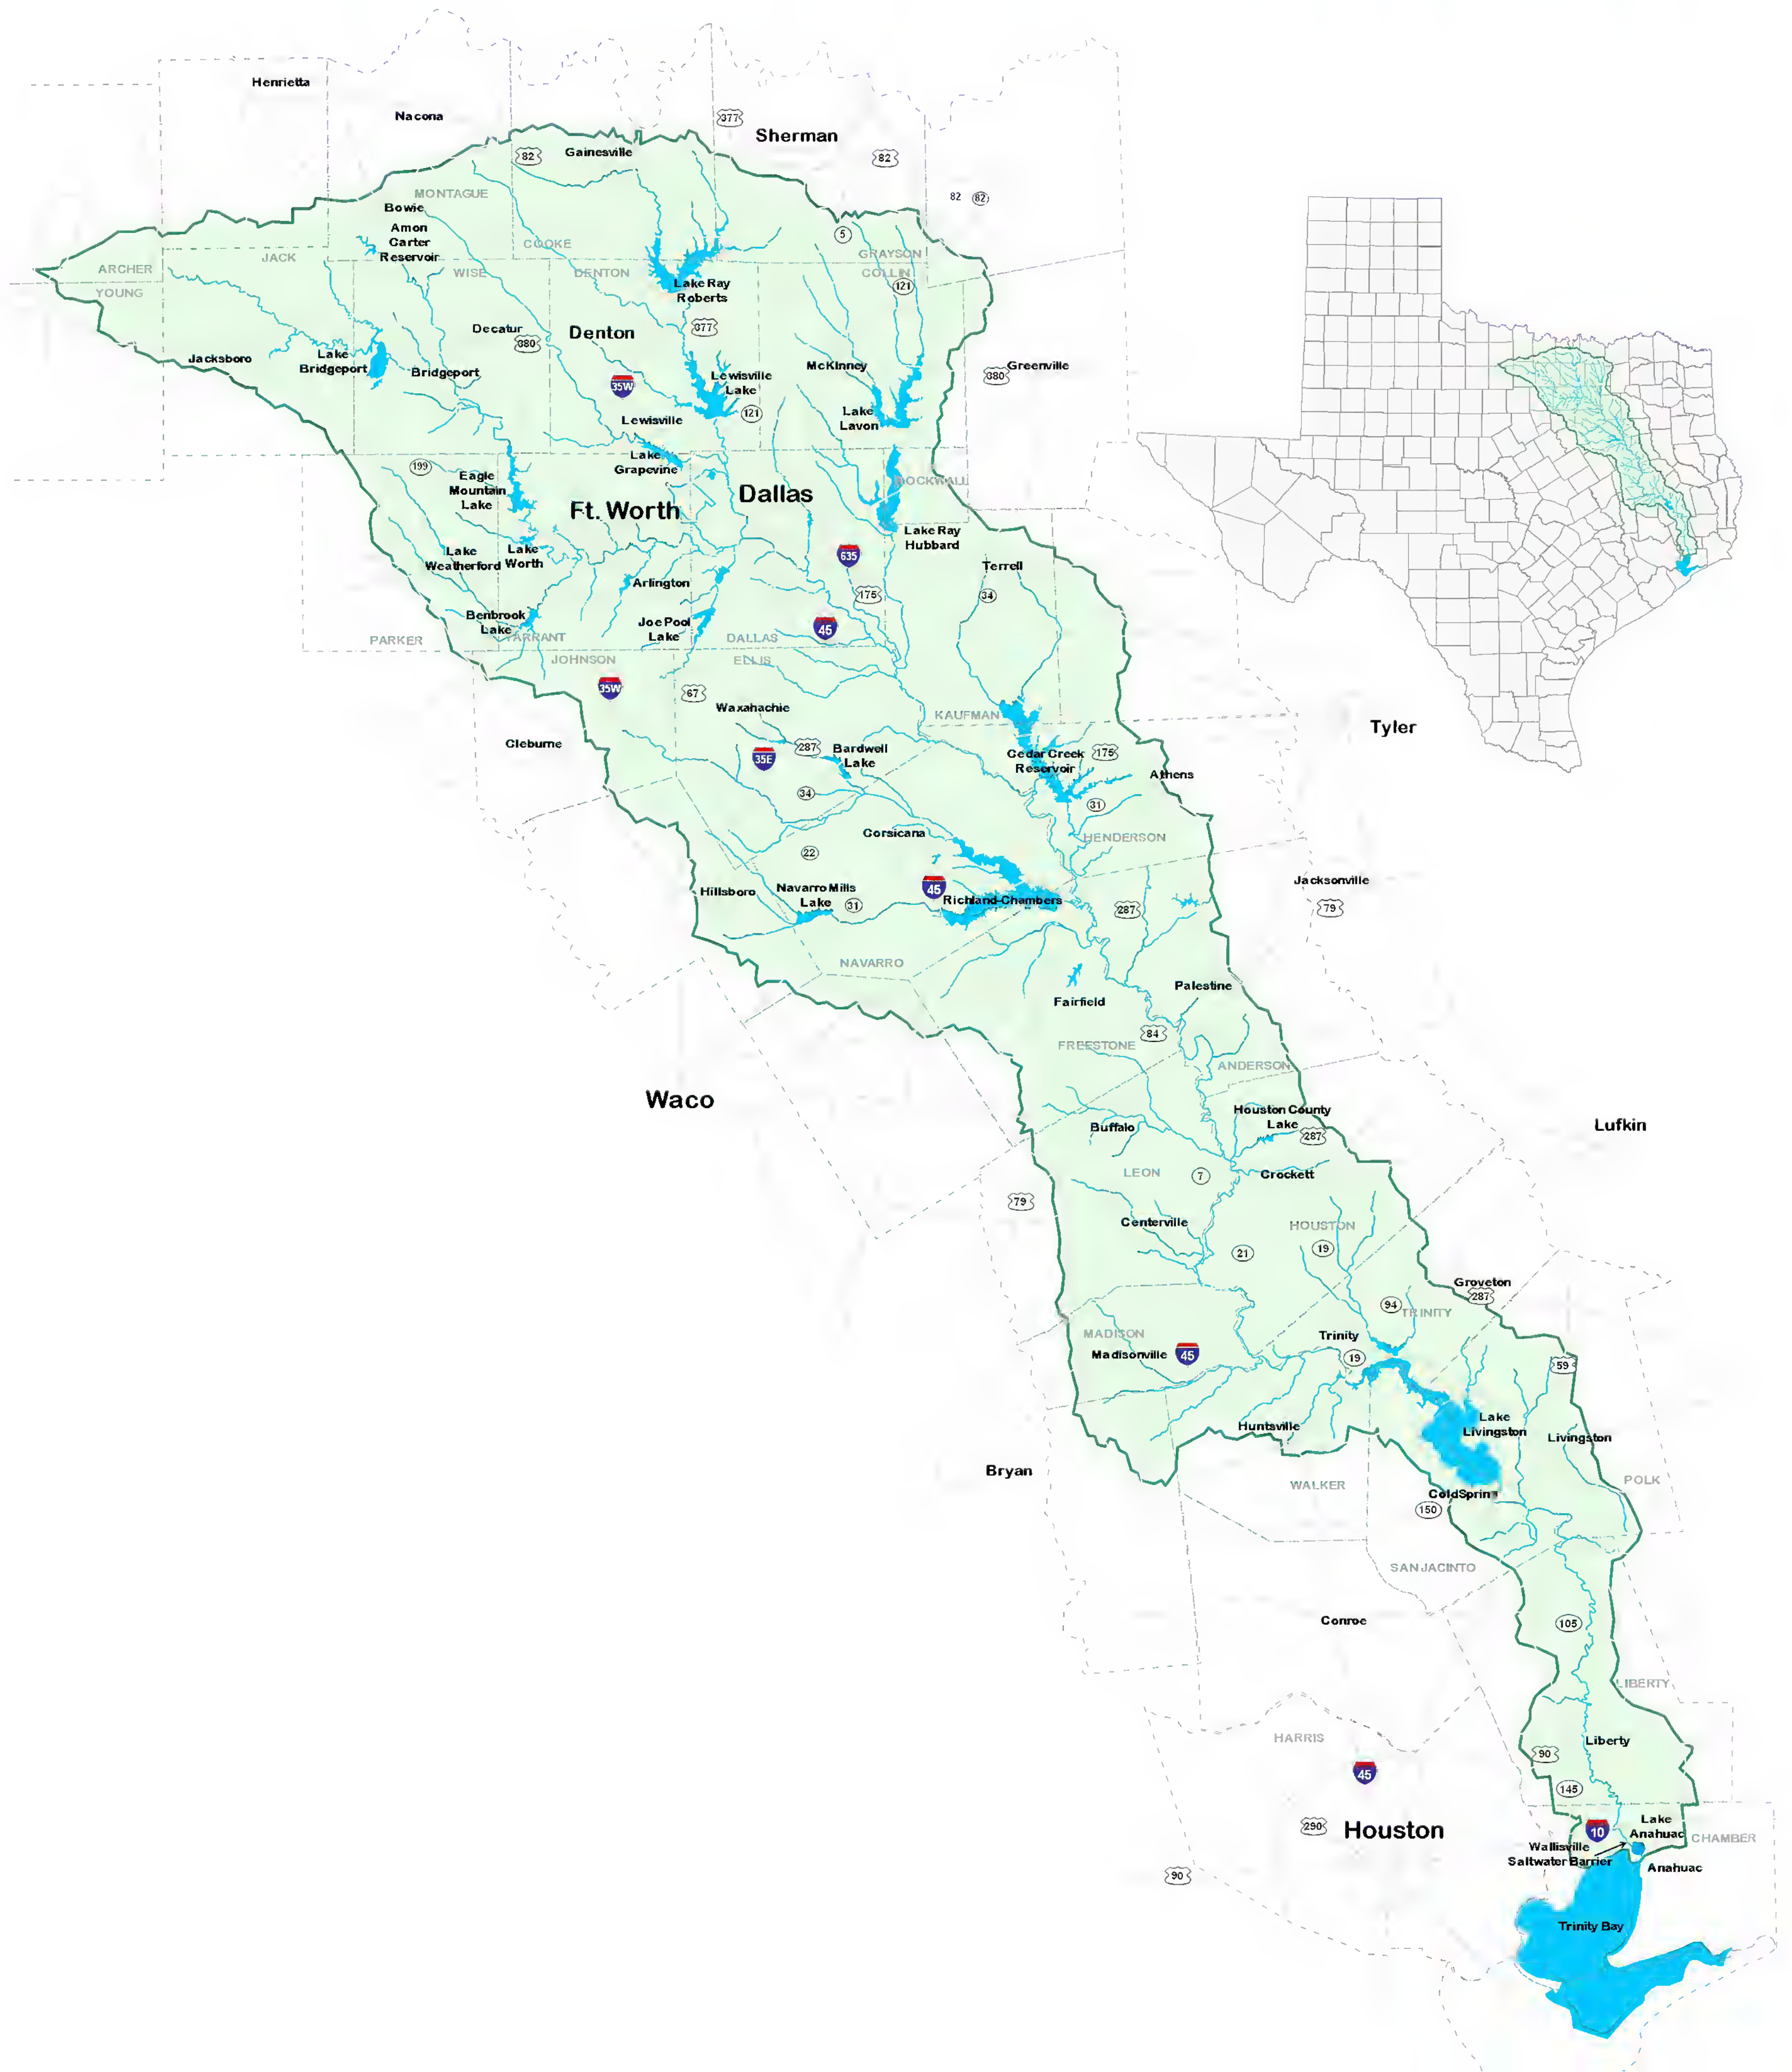 Henrietta
Nacona
377
Sherman
82
Gainesville
82
MONTAGUE
82
82
Bowie
Amon
Carter
Reservoir
5
COOKE
GRAYSON
JACK
ARCHER
WISE
DENTON
COLLIN
YOUNG
121
Lake Ray
Roberts
Decatur
377
Denton
380
Jacksboro
Lake
Bridgeport
Bridgeport
McKinney
Greenville
380
Lewisville
Lake
35W
121
Lake
Lavon
Lewisville
Lake
Grapevine
199
Eagle
Mountain
Lake
ROCKWALL
Dallas
Ft. Worth
Lake Ray
Hubbard
Lake
Weatherford
Lake
Worth
635
Terrell
Arlington
175
34
Benbrook
Lake
Joe Pool
Lake
45
PARKER
TARRANT
DALLAS
JOHNSON
ELLIS
35W
67
Waxahachie
KAUFMAN
Tyler
Cleburne
287
Bardwell
Lake
35E
Cedar Creek
Reservoir
175
Athens
34
31
Corsicana
HENDERSON
22
Hillsboro
Navarro Mills
Lake
31
45
Richland-Chambers
287
Jacksonville
79
NAVARRO
Palestine
Fairfield
84
FREESTONE
ANDERSON
Waco
Houston County
Lake
287
Buffalo
Lufkin
LEON
7
Crockett
79
Centerville
HOUSTON
21
19
Groveton
287
94
TRINITY
MADISON
Trinity
Madisonville
45
19
59
Huntsville
Lake
Livingston
Livingston
Bryan
WALKER
POLK
ColdSpring
150
SAN JACINTO
Conroe
105
LIBERTY
HARRIS
Liberty
90
45
145
290
Houston
10
Lake
Anahuac
CHAMBER
Wallisville
Saltwater Barrier
Anahuac
90
Trinity Bay